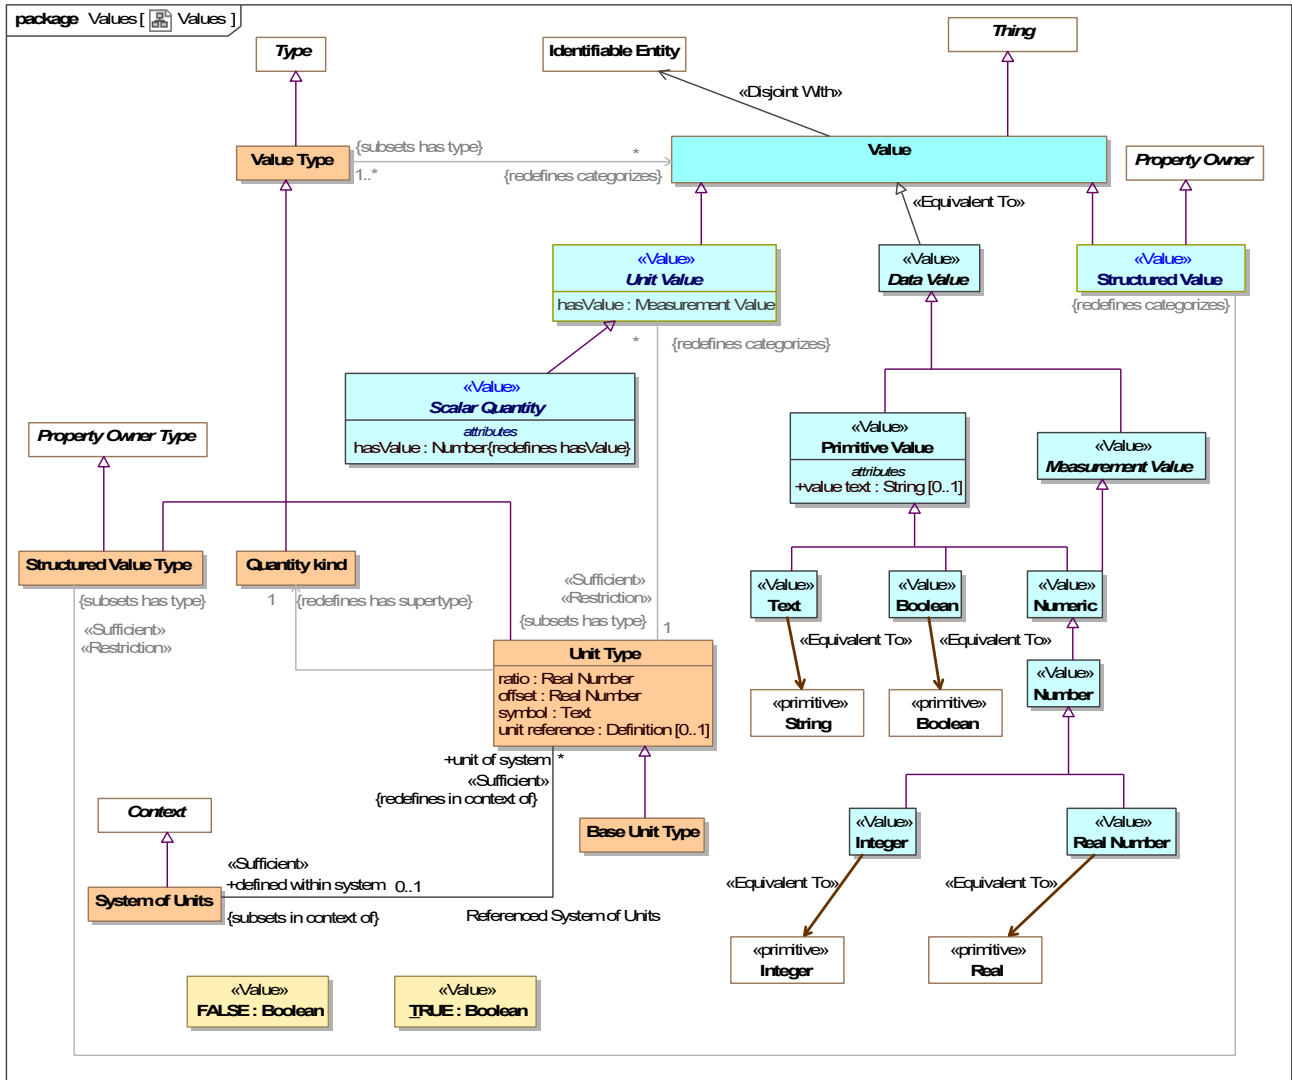 package Values [ Values ]
Type
Identifiable Entity
Thing
«Disjoint With»
Value Type
{subsets has type}
1..*
*
{redefines categorizes}
Value
Property Owner
«Equivalent To»
«Value»
Unit Value
hasValue : Measurement Value
«Value»
Data Value
«Value»
Structured Value
{redefines categorizes}
*
{redefines categorizes}
«Value»
Scalar Quantity
attributes
hasValue : Number{redefines hasValue}
Property Owner Type
«Value»
Primitive Value
attributes
+value text : String [0..1]
«Value»
Measurement Value
Structured Value Type
Quantity kind
{subsets has type}
«Sufficient»
«Restriction»
1
{redefines has supertype}
«Sufficient»
«Restriction»
{subsets has type}
1
«Value»
Text
«Value»
Boolean
«Value»
Numeric
«Equivalent To»
«Equivalent To»
Unit Type
ratio : Real Number
offset : Real Number
symbol : Text
unit reference : Definition [0..1]
«Value»
Number
«primitive»
String
«primitive»
Boolean
+unit of system
*
«Sufficient»
{redefines in context of}
Context
Base Unit Type
«Value»
Integer
«Value»
Real Number
«Sufficient»
+defined within system
0..1
{subsets in context of}
System of Units
Referenced System of Units
«Equivalent To»
«Equivalent To»
«primitive»
Integer
«primitive»
Real
«Value»
FALSE : Boolean
«Value»
TRUE : Boolean